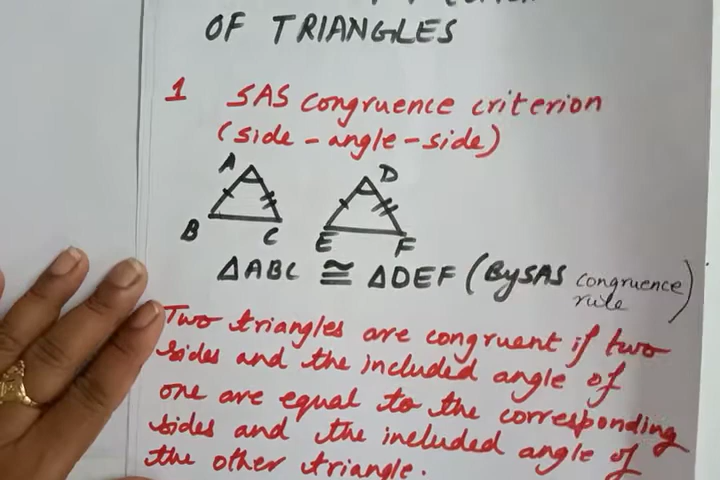 OF TRIANGLES
1 SAS congruence criterion
(side - angle - side)
A D
B C E F
△ABC ≅ △DEF (By SAS congruence
rule)
Two triangles are congruent if two
sides and the included angle of
one are equal to the corresponding
sides and the included angle of
the other triangle.